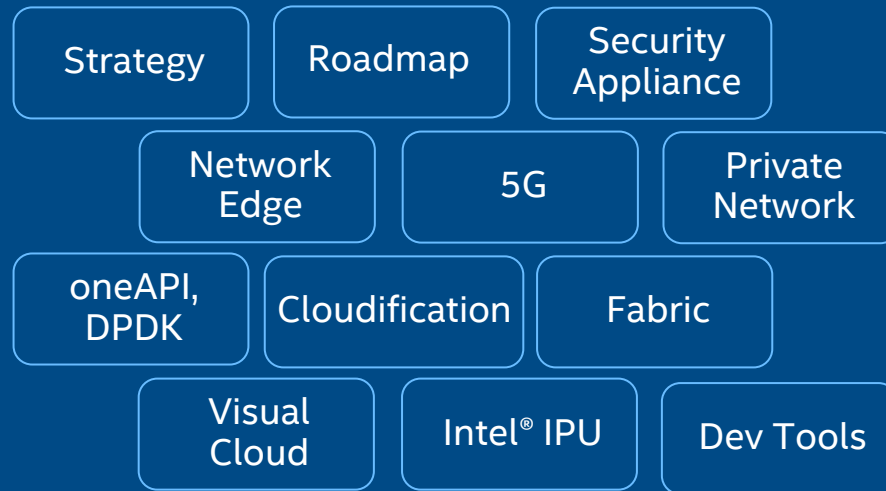 Strategy
Roadmap
Security
Appliance
Network
Edge
5G
Private
Network
oneAPI,
DPDK
Cloudification
Fabric
Visual
Cloud
Intel® IPU
Dev Tools